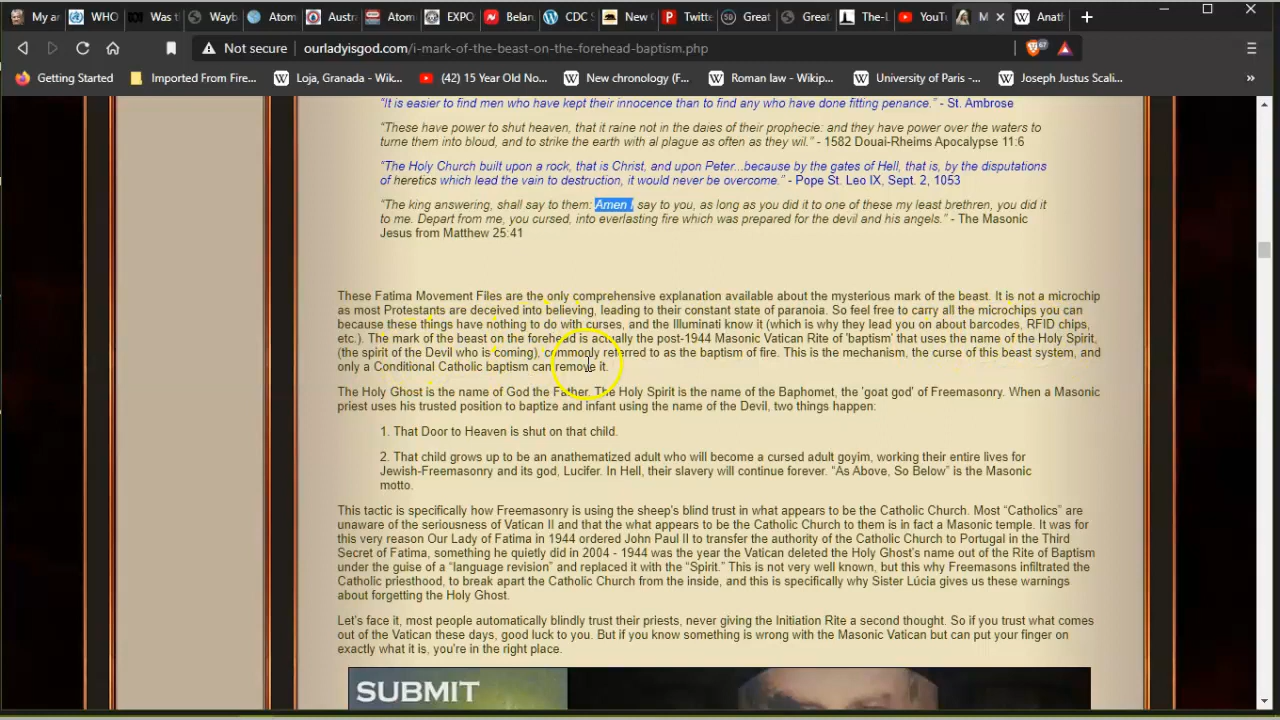 My ar
WHO
Was t
Wayb
Atom
Austra
Atom
EXPO
Belan
CDC S
New C
Twitte
Great
Great
The-L
YouTu
M
Anath
Not secure
ourladyisgod.com/i-mark-of-the-beast-on-the-forehead-baptism.php
67
Getting Started
Imported From Fire...
Loja, Granada - Wik...
(42) 15 Year Old No...
New chronology (F...
Roman law - Wikip...
University of Paris -...
Joseph Justus Scali...
»
"It is easier to find men who have kept their innocence than to find any who have done fitting penance." - St. Ambrose
"These have power to shut heaven, that it raine not in the daies of their prophecie: and they have power over the waters to
turne them into bloud, and to strike the earth with al plague as often as they wil." - 1582 Douai-Rheims Apocalypse 11:6
"The Holy Church built upon a rock, that is Christ, and upon Peter...because by the gates of Hell, that is, by the disputations
of heretics which lead the vain to destruction, it would never be overcome." - Pope St. Leo IX, Sept. 2, 1053
"The king answering, shall say to them: Amen I say to you, as long as you did it to one of these my least brethren, you did it
to me. Depart from me, you cursed, into everlasting fire which was prepared for the devil and his angels." - The Masonic
Jesus from Matthew 25:41
These Fatima Movement Files are the only comprehensive explanation available about the mysterious mark of the beast. It is not a microchip
as most Protestants are deceived into believing, leading to their constant state of paranoia. So feel free to carry all the microchips you can
because these things have nothing to do with curses, and the Illuminati know it (which is why they lead you on about barcodes, RFID chips,
etc.). The mark of the beast on the forehead is actually the post-1944 Masonic Vatican Rite of 'baptism' that uses the name of the Holy Spirit,
(the spirit of the Devil who is coming), commonly referred to as the baptism of fire. This is the mechanism, the curse of this beast system, and
only a Conditional Catholic baptism can remove it.
The Holy Ghost is the name of God the Father. The Holy Spirit is the name of the Baphomet, the 'goat god' of Freemasonry. When a Masonic
priest uses his trusted position to baptize and infant using the name of the Devil, two things happen:
1. That Door to Heaven is shut on that child.
2. That child grows up to be an anathematized adult who will become a cursed adult goyim, working their entire lives for
Jewish-Freemasonry and its god, Lucifer. In Hell, their slavery will continue forever. "As Above, So Below" is the Masonic
motto.
This tactic is specifically how Freemasonry is using the sheep's blind trust in what appears to be the Catholic Church. Most "Catholics" are
unaware of the seriousness of Vatican II and that the what appears to be the Catholic Church to them is in fact a Masonic temple. It was for
this very reason Our Lady of Fatima in 1944 ordered John Paul II to transfer the authority of the Catholic Church to Portugal in the Third
Secret of Fatima, something he quietly did in 2004 - 1944 was the year the Vatican deleted the Holy Ghost's name out of the Rite of Baptism
under the guise of a "language revision" and replaced it with the "Spirit." This is not very well known, but this why Freemasons infiltrated the
Catholic priesthood, to break apart the Catholic Church from the inside, and this is specifically why Sister Lúcia gives us these warnings
about forgetting the Holy Ghost.
Let's face it, most people automatically blindly trust their priests, never giving the Initiation Rite a second thought. So if you trust what comes
out of the Vatican these days, good luck to you. But if you know something is wrong with the Masonic Vatican but can put your finger on
exactly what it is, you're in the right place.
SUBMIT